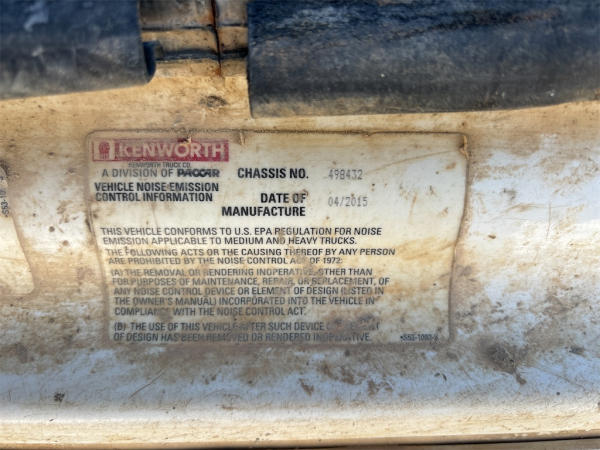 KENWORTH
KENWORTH TRUCK CO.
A DIVISION OF PACCAR
CHASSIS NO. 498432
VEHICLE NOISE EMISSION
CONTROL INFORMATION
DATE OF 04/2015
MANUFACTURE
THIS VEHICLE CONFORMS TO U.S. EPA REGULATION FOR NOISE
EMISSION APPLICABLE TO MEDIUM AND HEAVY TRUCKS.
THE FOLLOWING ACTS OR THE CAUSING THEREOF BY ANY PERSON
ARE PROHIBITED BY THE NOISE CONTROL ACT OF 1972:
(A) THE REMOVAL OR RENDERING INOPERATIVE, OTHER THAN
FOR PURPOSES OF MAINTENANCE, REPAIR, OR REPLACEMENT, OF
ANY NOISE CONTROL DEVICE OR ELEMENT OF DESIGN (LISTED IN
THE OWNER'S MANUAL) INCORPORATED INTO THE VEHICLE IN
COMPLIANCE WITH THE NOISE CONTROL ACT.
(B) THE USE OF THIS VEHICLE AFTER SUCH DEVICE
OF DESIGN HAS BEEN REMOVED OR RENDERED INOPERATIVE.